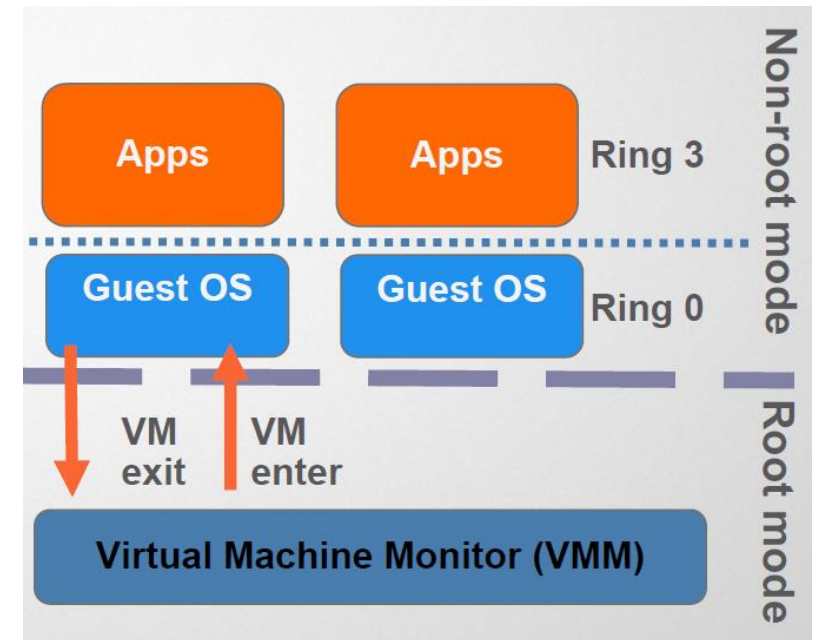 Apps
Apps
Ring 3
Non-root mode
Guest OS
Guest OS
Ring 0
VM
exit
VM
enter
Root mode
Virtual Machine Monitor (VMM)